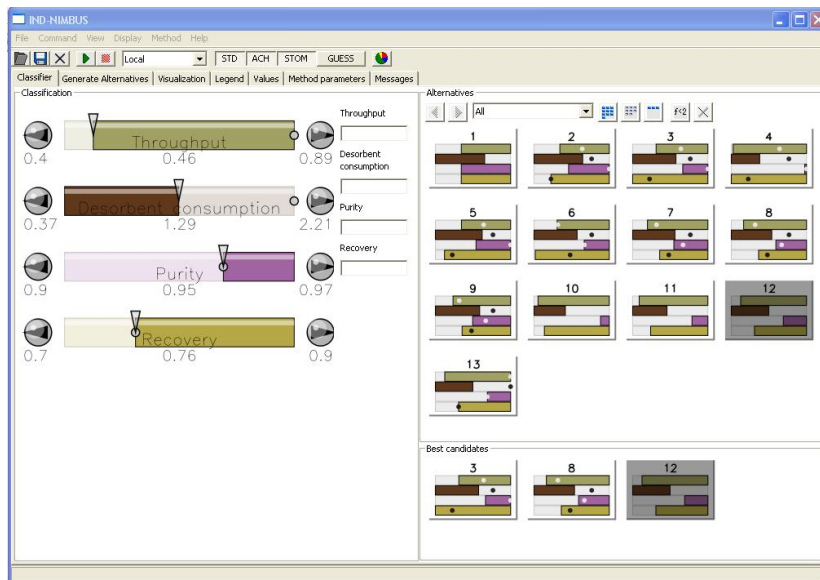 IND-NIMBUS
File Command View Display Method Help
Local STD ACH STOM GUESS
Classifier Generate Alternatives Visualization Legend Values Method parameters Messages
Classification
Throughput
0.4 0.46 0.89
Desorbent consumption
0.37 1.29 2.21
Purity
0.9 0.95 0.97
Recovery
0.7 0.76 0.9
Throughput
Desorbent
consumption
Purity
Recovery
Alternatives
All f<2
1 2 3 4
5 6 7 8
9 10 11 12
13
Best candidates
3 8 12